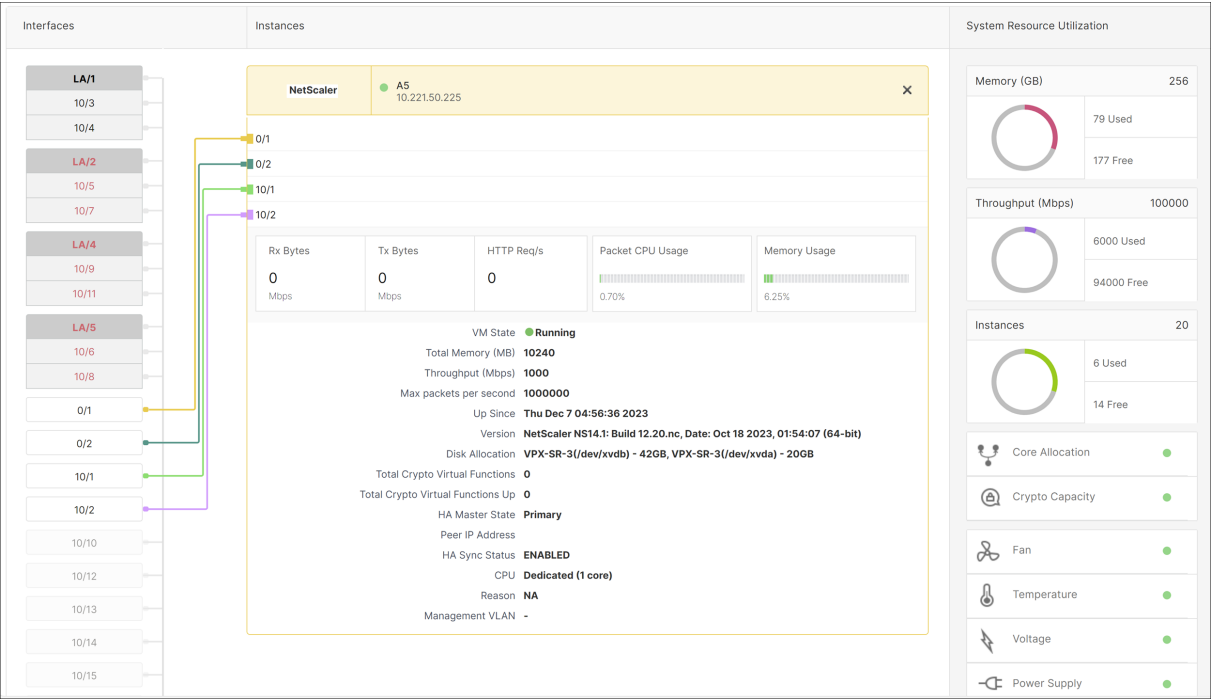 Interfaces
Instances
System Resource Utilization
LA/1
10/3
10/4
LA/2
10/5
10/7
LA/4
10/9
10/11
LA/5
10/6
10/8
0/1
0/2
10/1
10/2
10/10
10/12
10/13
10/14
10/15
NetScaler
A5
10.221.50.225
0/1
0/2
10/1
10/2
Rx Bytes
0
Mbps
Tx Bytes
0
Mbps
HTTP Req/s
0
Packet CPU Usage
0.70%
Memory Usage
6.25%
VM State Running
Total Memory (MB) 10240
Throughput (Mbps) 1000
Max packets per second 1000000
Up Since Thu Dec 7 04:56:36 2023
Version NetScaler NS14.1: Build 12.20.nc, Date: Oct 18 2023, 01:54:07 (64-bit)
Disk Allocation VPX-SR-3(/dev/xvdb) - 42GB, VPX-SR-3(/dev/xvda) - 20GB
Total Crypto Virtual Functions 0
Total Crypto Virtual Functions Up 0
HA Master State Primary
Peer IP Address
HA Sync Status ENABLED
CPU Dedicated (1 core)
Reason NA
Management VLAN -
Memory (GB) 256
79 Used
177 Free
Throughput (Mbps) 100000
6000 Used
94000 Free
Instances 20
6 Used
14 Free
Core Allocation
Crypto Capacity
Fan
Temperature
Voltage
Power Supply